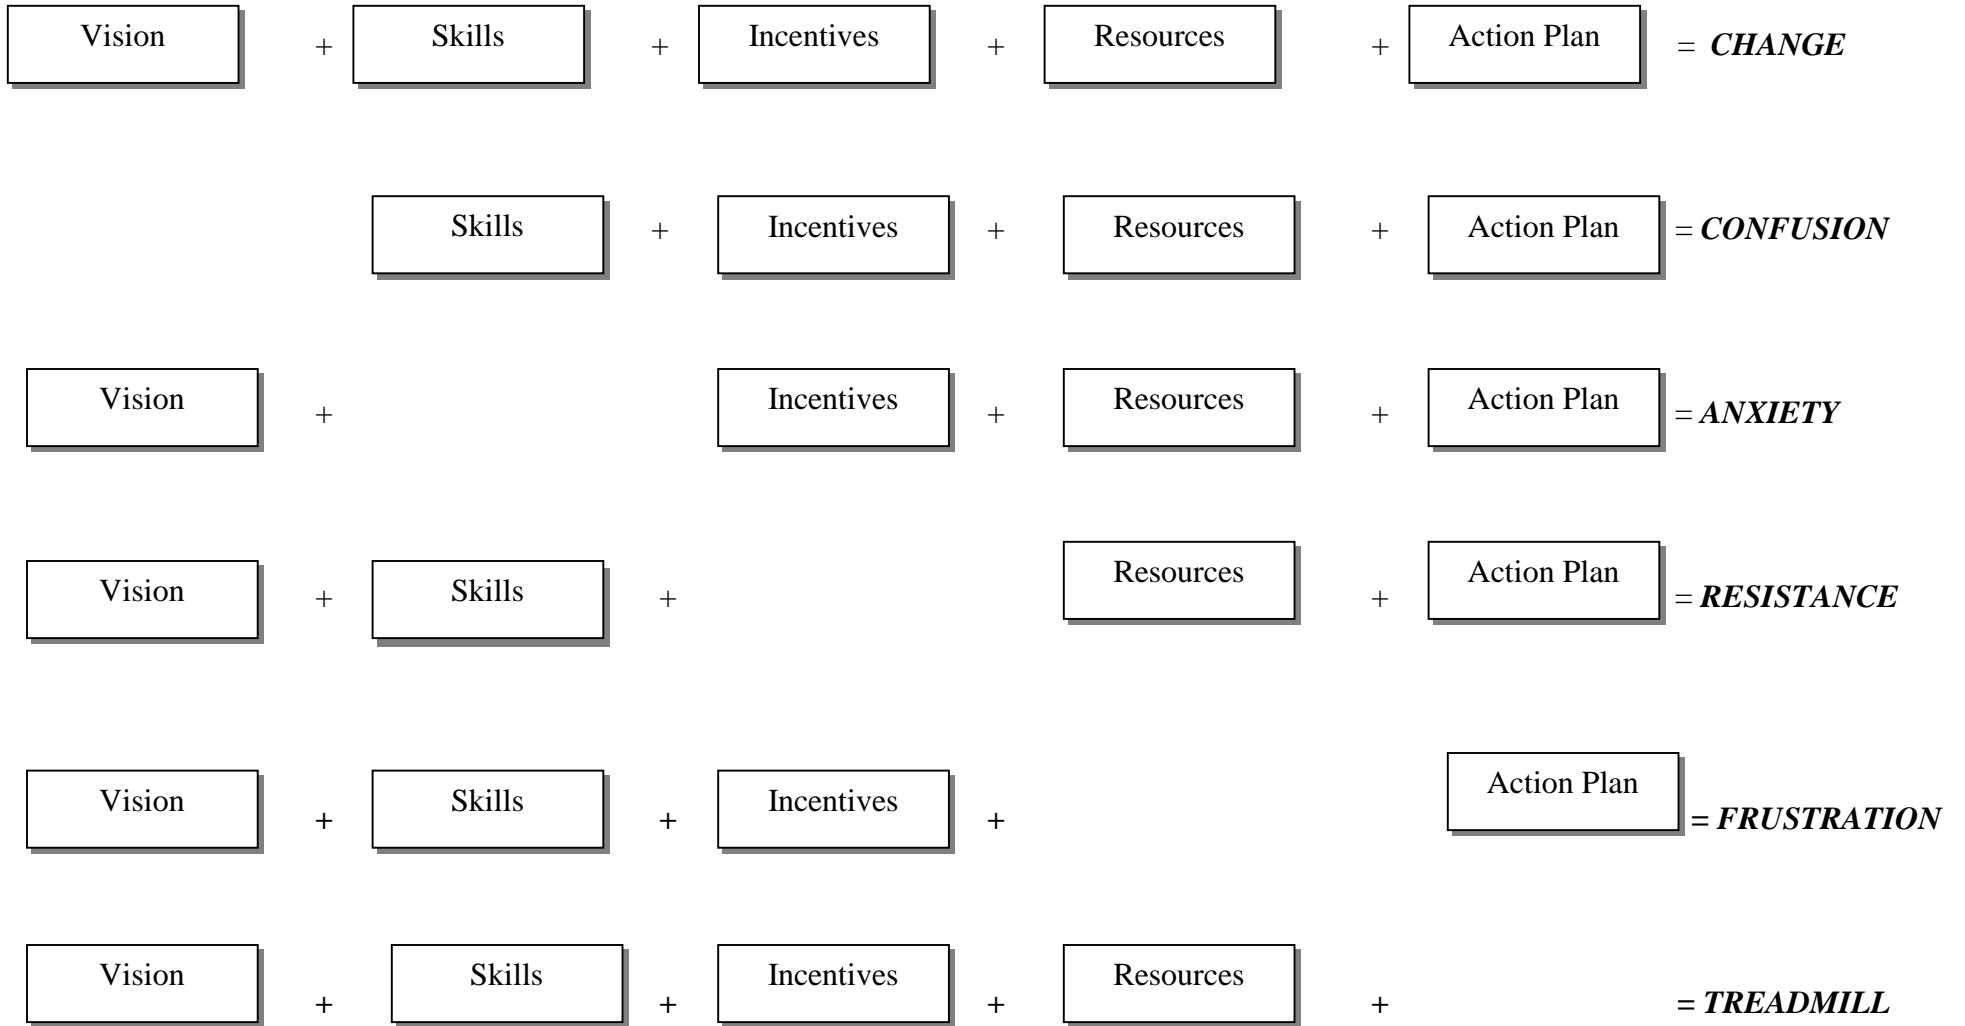 Vision + Skills + Incentives + Resources + Action Plan = CHANGE
Skills + Incentives + Resources + Action Plan = CONFUSION
Vision + Incentives + Resources + Action Plan = ANXIETY
Vision + Skills + Resources + Action Plan = RESISTANCE
Vision + Skills + Incentives + Action Plan = FRUSTRATION
Vision + Skills + Incentives + Resources + = TREADMILL